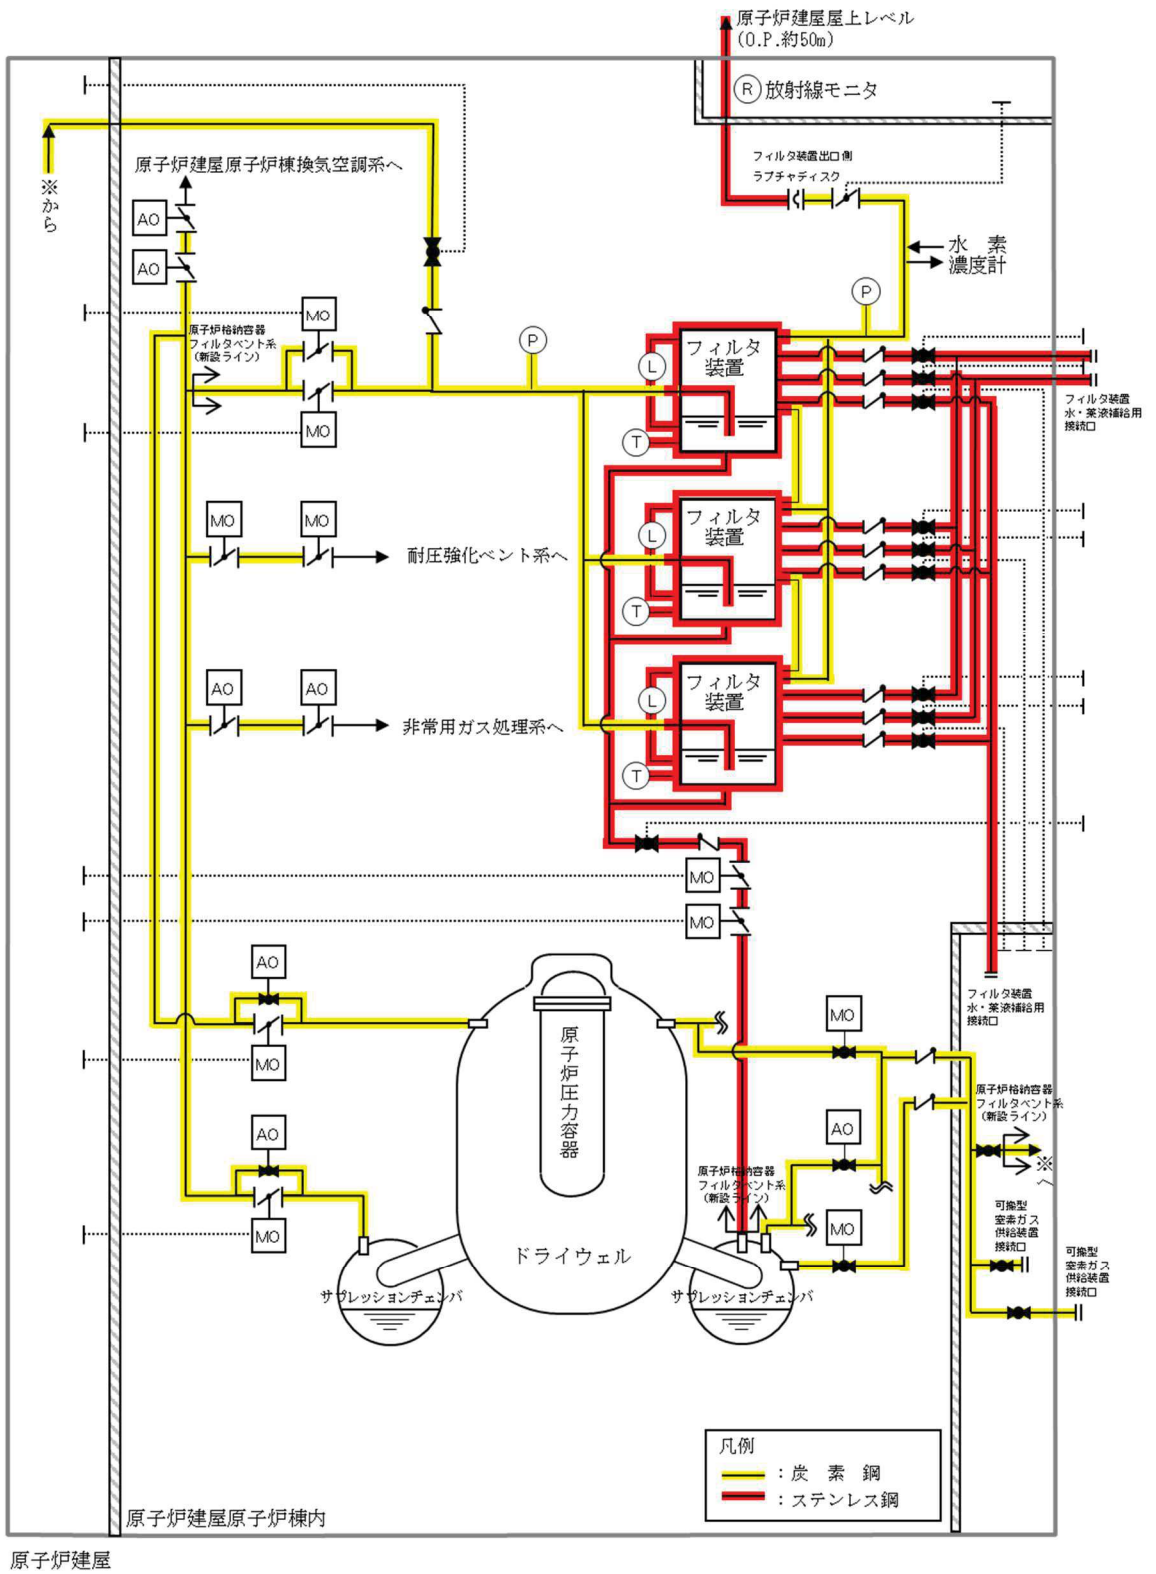 原子炉建屋屋上レベル
(O.P.約50m)
R 放射線モニタ
フィルタ装置出口側
ラプチャディスク
原子炉建屋原子炉棟換気空調系へ
※から
AO
AO
水 素
濃度計
P
MO
原子炉格納容器
フィルタベント系
(新設ライン)
P
L
フィルタ
装置
MO
T
フィルタ装置
水・薬液補給用
接続口
MO
MO
耐圧強化ベント系へ
L
フィルタ
装置
T
AO
AO
非常用ガス処理系へ
L
フィルタ
装置
T
MO
MO
AO
MO
原子炉圧力容器
MO
フィルタ装置
水・薬液補給用
接続口
原子炉格納容器
フィルタベント系
(新設ライン)
※へ
AO
MO
AO
MO
原子炉格納容器
フィルタベント系
(新設ライン)
ドライウェル
サプレッションチェンバ
サプレッションチェンバ
可搬型
窒素ガス
供給装置
接続口
可搬型
窒素ガス
供給装置
接続口
凡例
：炭 素 鋼
：ステンレス鋼
原子炉建屋原子炉棟内
原子炉建屋